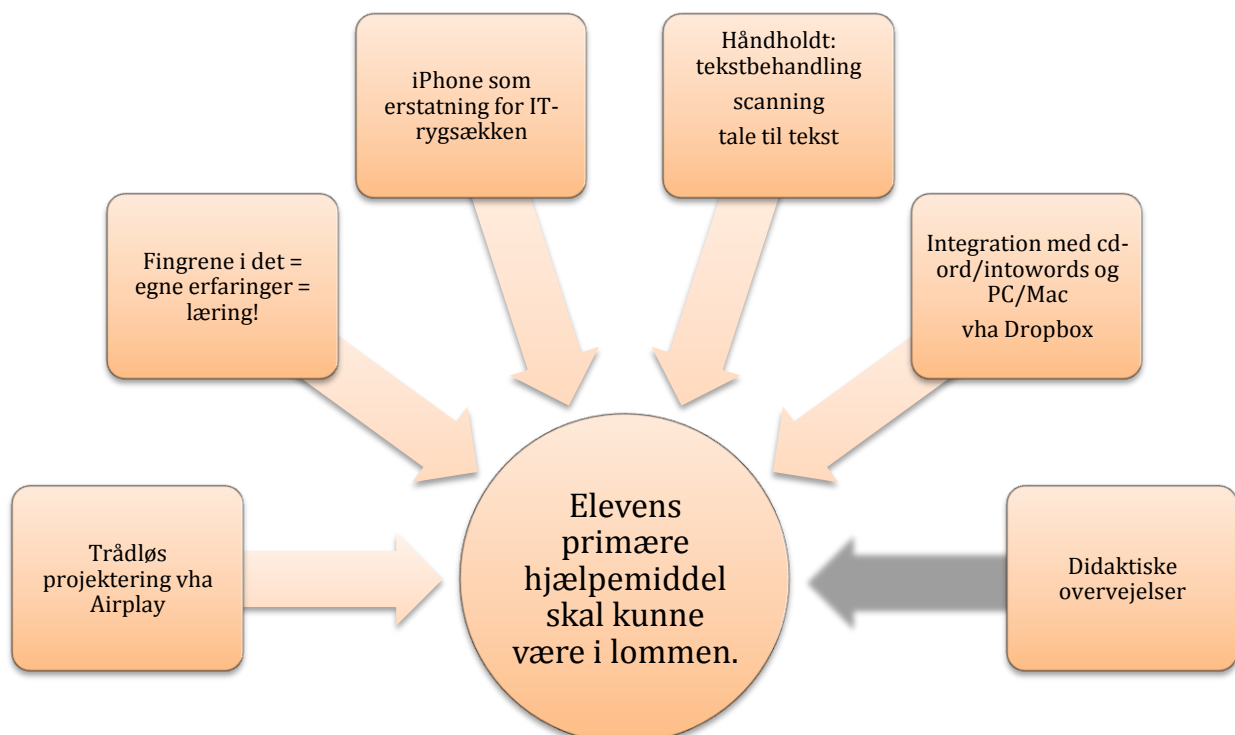 iPhone som
erstatning for IT-
rygsækken
Håndholdt:
tekstbehandling
scanning
tale til tekst
Fingrene i det =
egne erfaringer =
læring!
Integration med cd-
ord/intowords og
PC/Mac
vha Dropbox
Trådløs
projektering vha
Airplay
Elevens
primære
hjælpemiddel
skal kunne
være i lommen.
Didaktiske
overvejelser